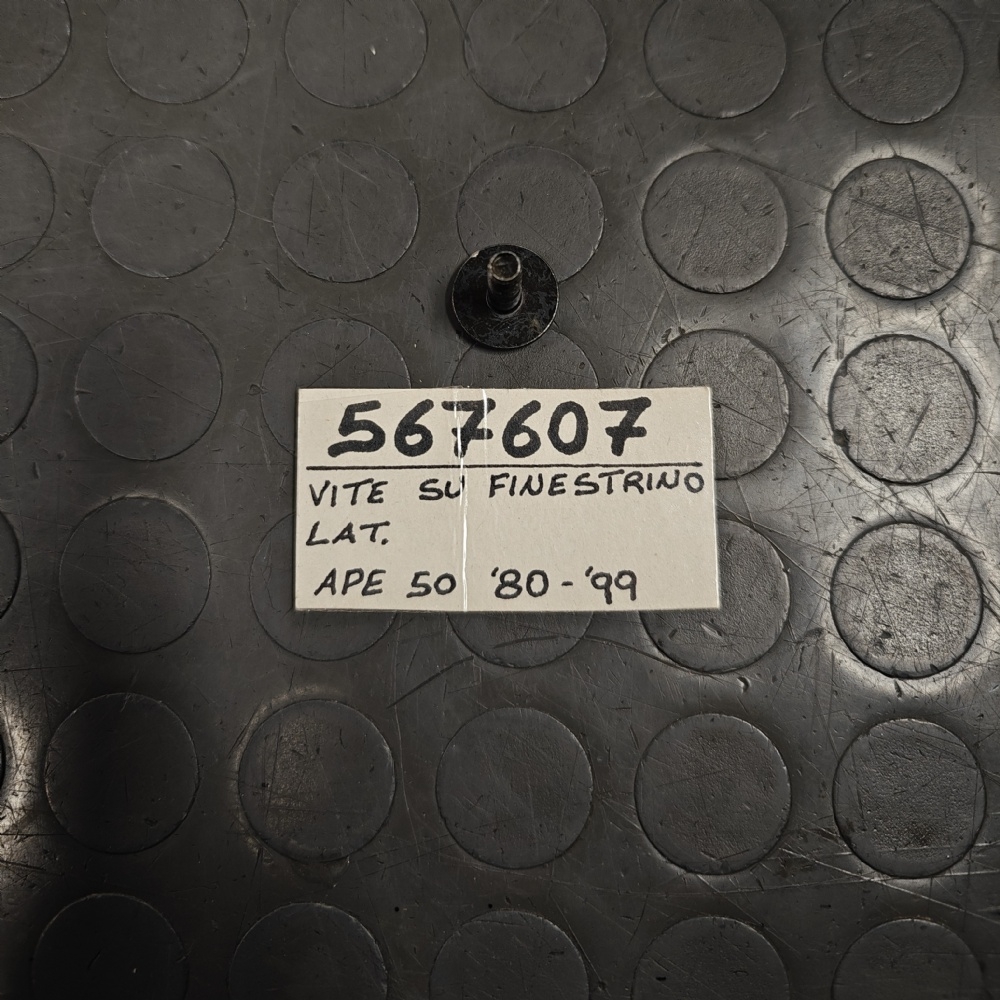 567607
VITE SU FINESTRINO
LAT.
APE 50 '80-'99